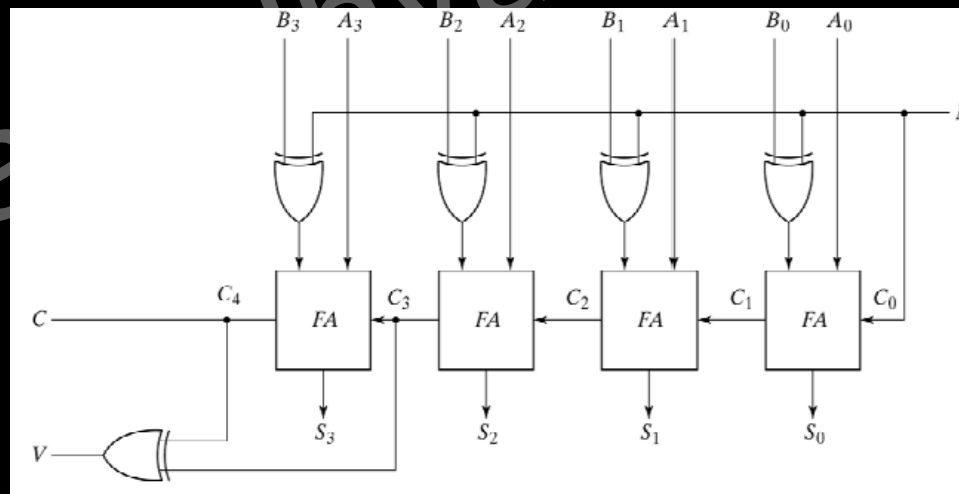 B₃ A₃ B₂ A₂ B₁ A₁ B₀ A₀
C₄ C₃ C₂ C₁ C₀
C FA FA FA FA
S₃ S₂ S₁ S₀
V